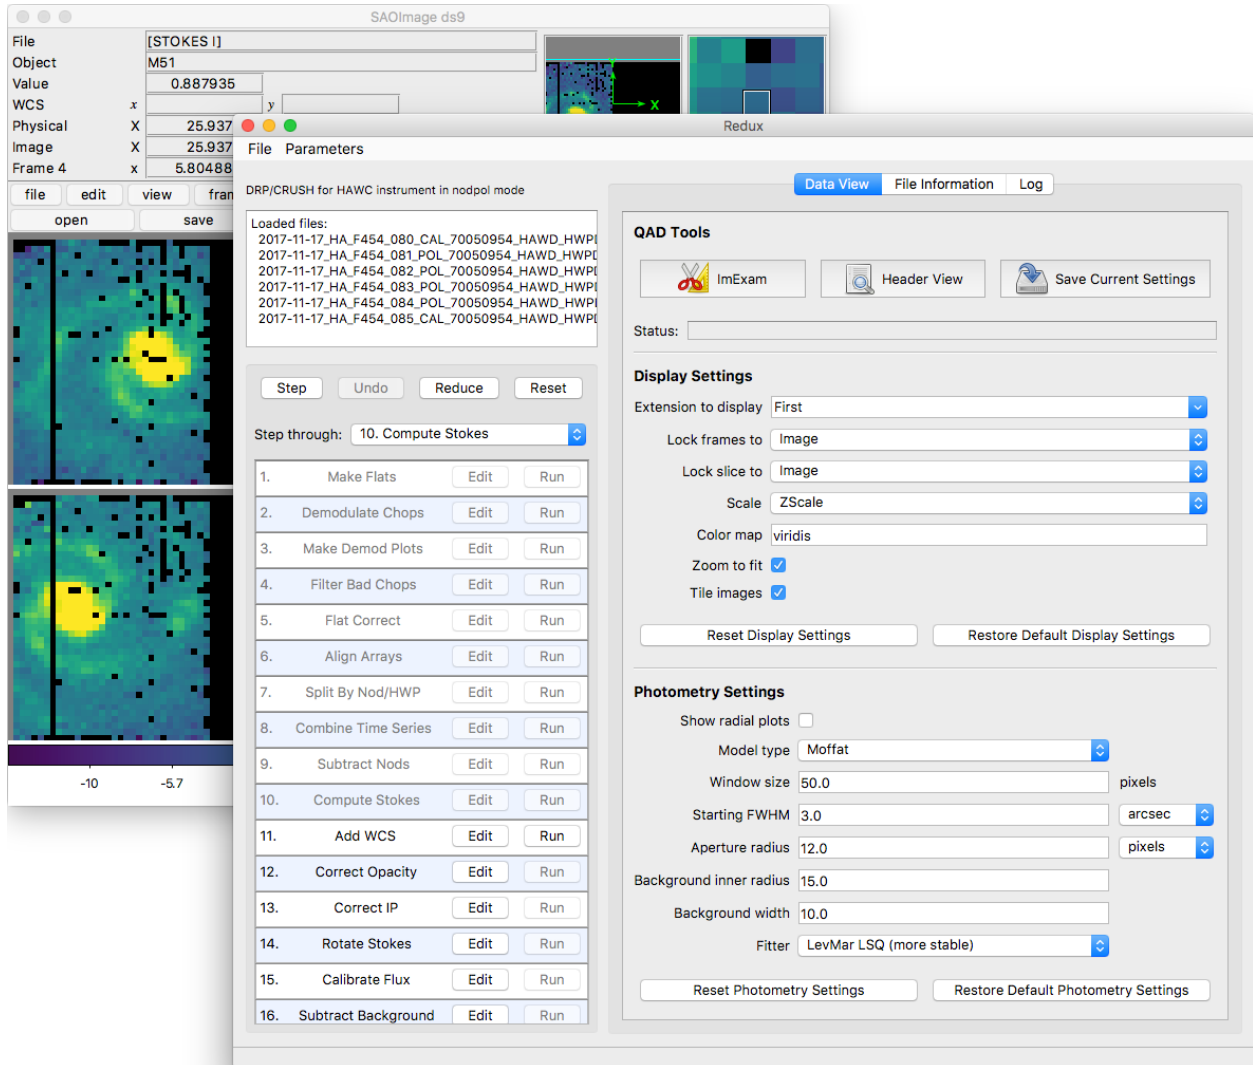 SAOImage ds9
File [STOKES I]
Object M51
Value 0.887935
WCS x y
Physical X 25.937
Image X 25.937
Frame 4 x 5.80488
file edit view fran
open save
X
-10 -5.7
Redux
File Parameters
DRP/CRUSH for HAWC instrument in nodpol mode
Loaded files:
2017-11-17_HA_F454_080_CAL_70050954_HAWD_HWPD
2017-11-17_HA_F454_081_POL_70050954_HAWD_HWPD
2017-11-17_HA_F454_082_POL_70050954_HAWD_HWPD
2017-11-17_HA_F454_083_POL_70050954_HAWD_HWPD
2017-11-17_HA_F454_084_POL_70050954_HAWD_HWPD
2017-11-17_HA_F454_085_CAL_70050954_HAWD_HWPD
Step Undo Reduce Reset
Step through: 10. Compute Stokes
1. Make Flats Edit Run
2. Demodulate Chops Edit Run
3. Make Demod Plots Edit Run
4. Filter Bad Chops Edit Run
5. Flat Correct Edit Run
6. Align Arrays Edit Run
7. Split By Nod/HWP Edit Run
8. Combine Time Series Edit Run
9. Subtract Nods Edit Run
10. Compute Stokes Edit Run
11. Add WCS Edit Run
12. Correct Opacity Edit Run
13. Correct IP Edit Run
14. Rotate Stokes Edit Run
15. Calibrate Flux Edit Run
16. Subtract Background Edit Run
Data View File Information Log
QAD Tools
ImExam Header View Save Current Settings
Status:
Display Settings
Extension to display First
Lock frames to Image
Lock slice to Image
Scale ZScale
Color map viridis
Zoom to fit
Tile images
Reset Display Settings Restore Default Display Settings
Photometry Settings
Show radial plots
Model type Moffat
Window size 50.0 pixels
Starting FWHM 3.0 arcsec
Aperture radius 12.0 pixels
Background inner radius 15.0
Background width 10.0
Fitter LevMar LSQ (more stable)
Reset Photometry Settings Restore Default Photometry Settings